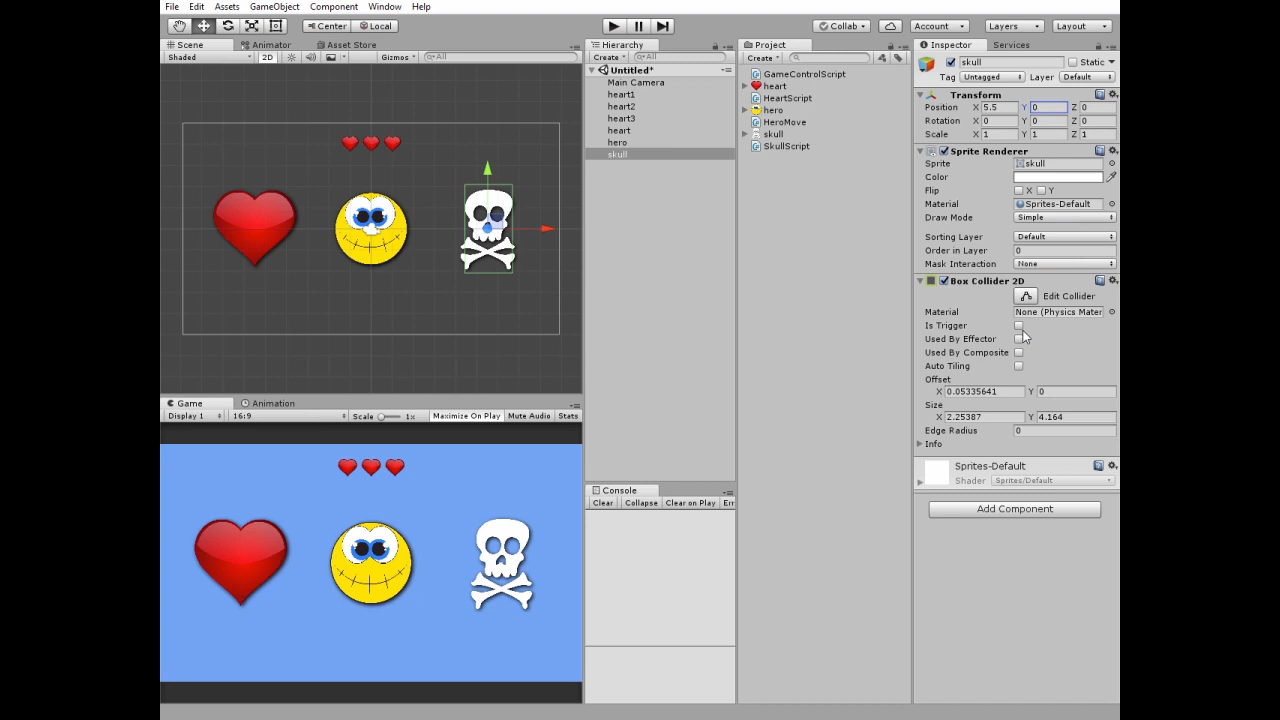 File Edit Assets GameObject Component Window Help
Center Local Collab Account Layers Layout
Scene Animator Asset Store
Shaded 2D Gizmos All
Hierarchy
Create All
Untitled*
Main Camera
heart1
heart2
heart3
heart
hero
skull
Project
Create
GameControlScript
heart
HeartScript
hero
HeroMove
skull
SkullScript
Inspector Services
skull Static
Tag Untagged Layer Default
Transform
Position X 5.5 Y 0 Z 0
Rotation X 0 Y 0 Z 0
Scale X 1 Y 1 Z 1
Sprite Renderer
Sprite skull
Color
Flip X Y
Material Sprites-Default
Draw Mode Simple
Sorting Layer Default
Order in Layer 0
Mask Interaction None
Box Collider 2D
Edit Collider
Material None (Physics Mater
Is Trigger
Used By Effector
Used By Composite
Auto Tiling
Offset
X 0.05335641 Y 0
Size
X 2.25387 Y 4.164
Edge Radius 0
Info
Sprites-Default
Shader Sprites/Default
Add Component
Game Animation
Display 1 16:9 Scale 1x Maximize On Play Mute Audio Stats
Console
Clear Collapse Clear on Play Err